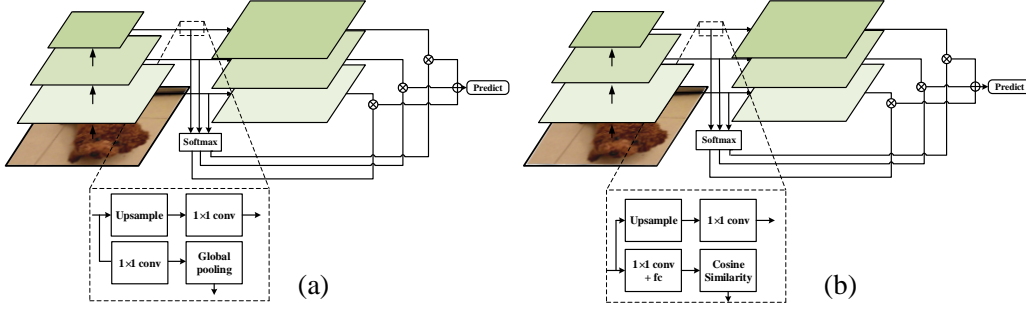 Predict
Softmax
Upsample
1×1 conv
1×1 conv
Global
pooling
(a)
Predict
Softmax
Upsample
1×1 conv
1×1 conv
+ fc
Cosine
Similarity
(b)